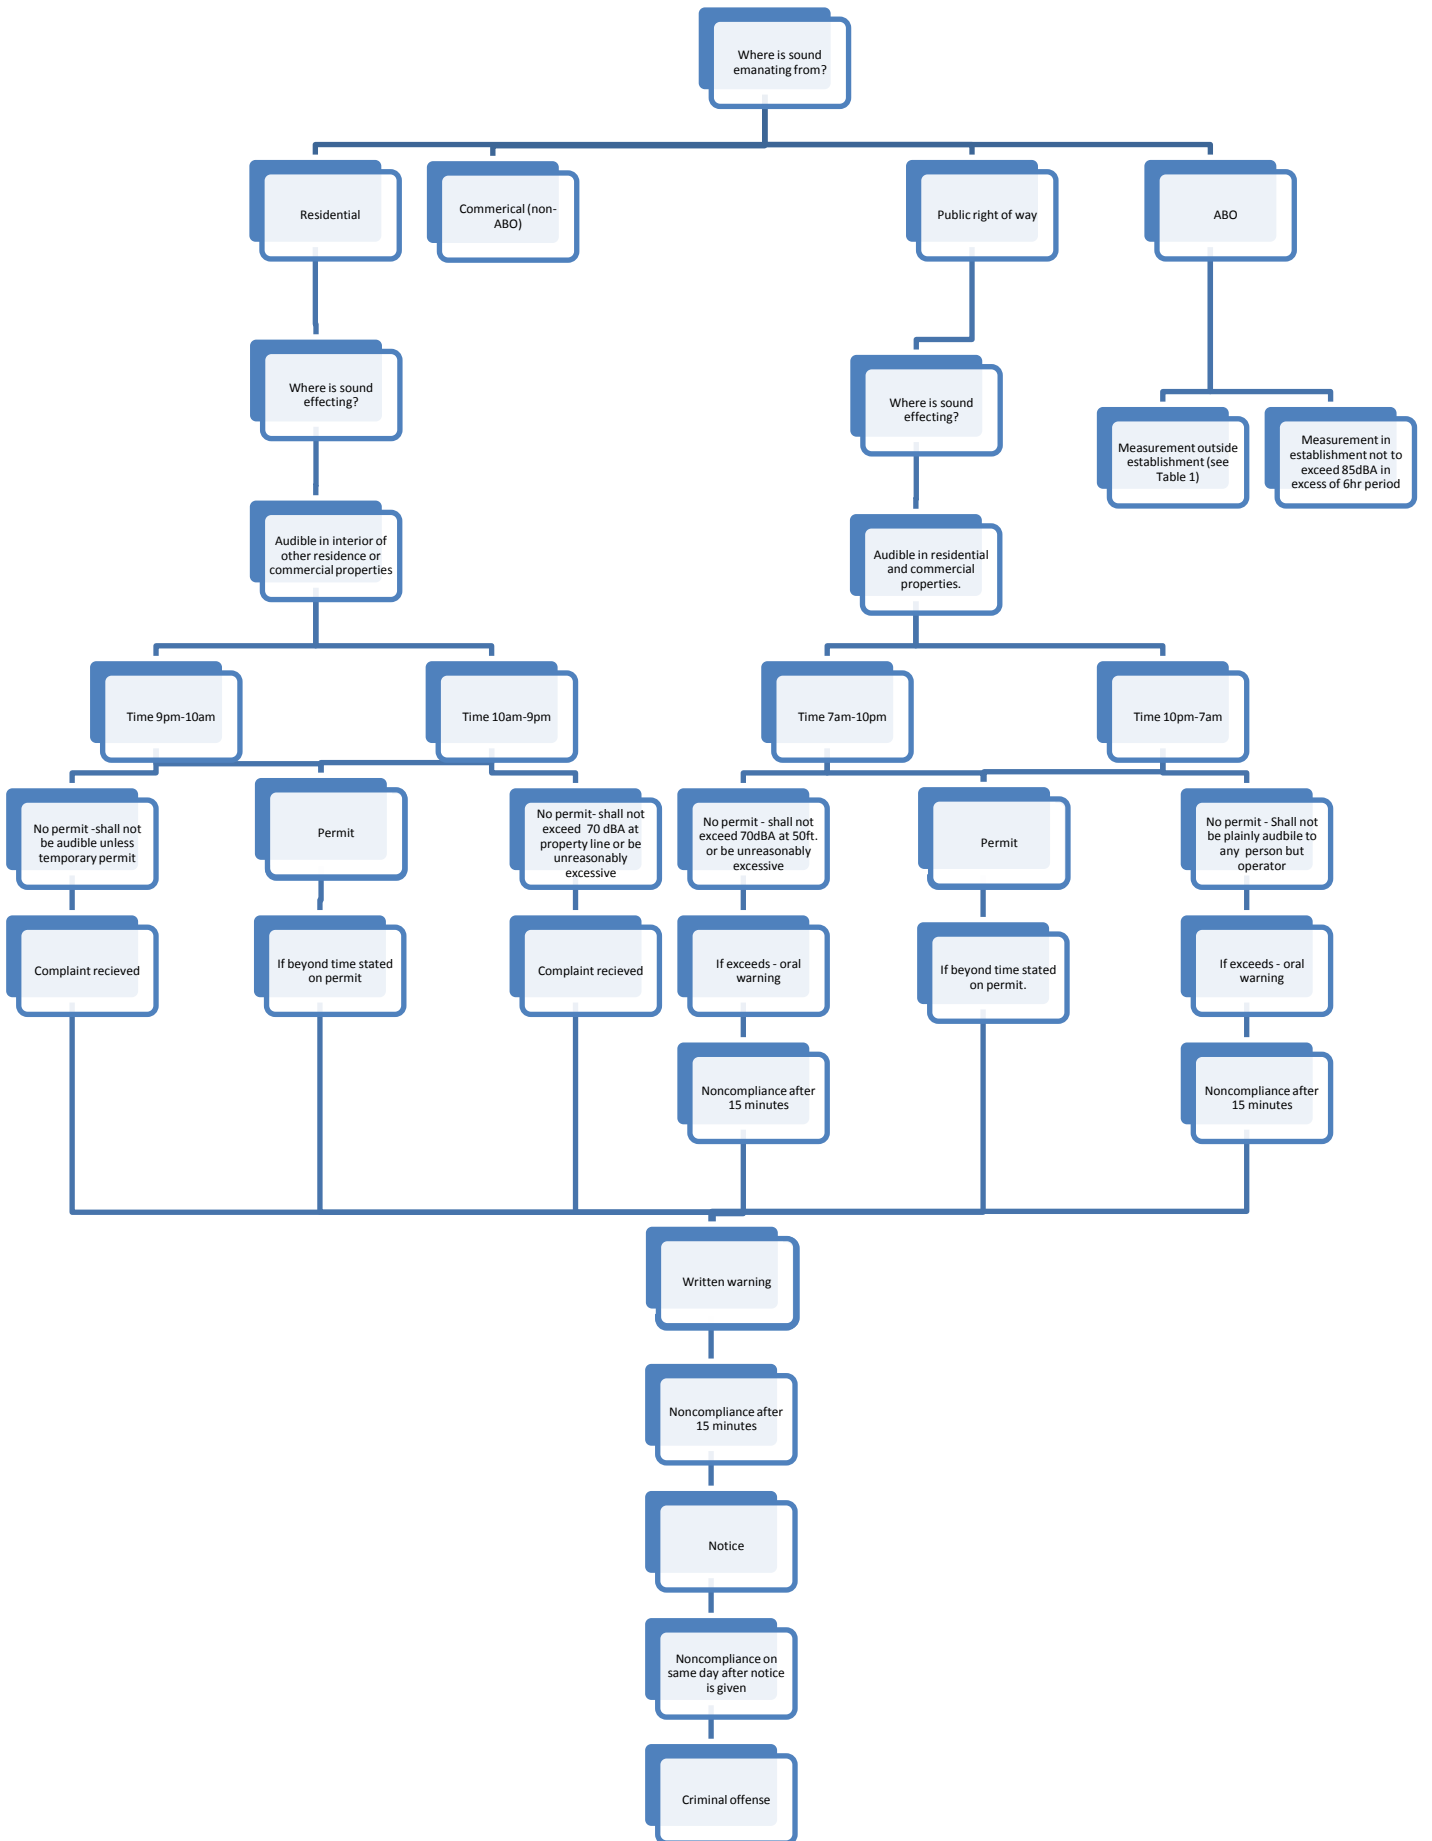 Where is sound
emanating from?
Residential
Commerical (non-
ABO)
Public right of way
ABO
Where is sound
effecting?
Where is sound
effecting?
Measurement outside
establishment (see
Table 1)
Measurement in
establishment not to
exceed 85dBA in
excess of 6hr period
Audible in interior of
other residence or
commercial properties
Audible in residential
and commercial
properties.
Time 9pm-10am
Time 10am-9pm
Time 7am-10pm
Time 10pm-7am
No permit -shall not
be audible unless
temporary permit
Permit
No permit- shall not
exceed 70 dBA at
property line or be
unreasonably
excessive
No permit - shall not
exceed 70dBA at 50ft.
or be unreasonably
excessive
Permit
No permit - Shall not
be plainly audbile to
any person but
operator
Complaint recieved
If beyond time stated
on permit
Complaint recieved
If exceeds - oral
warning
If beyond time stated
on permit.
If exceeds - oral
warning
Noncompliance after
15 minutes
Noncompliance after
15 minutes
Written warning
Noncompliance after
15 minutes
Notice
Noncompliance on
same day after notice
is given
Criminal offense